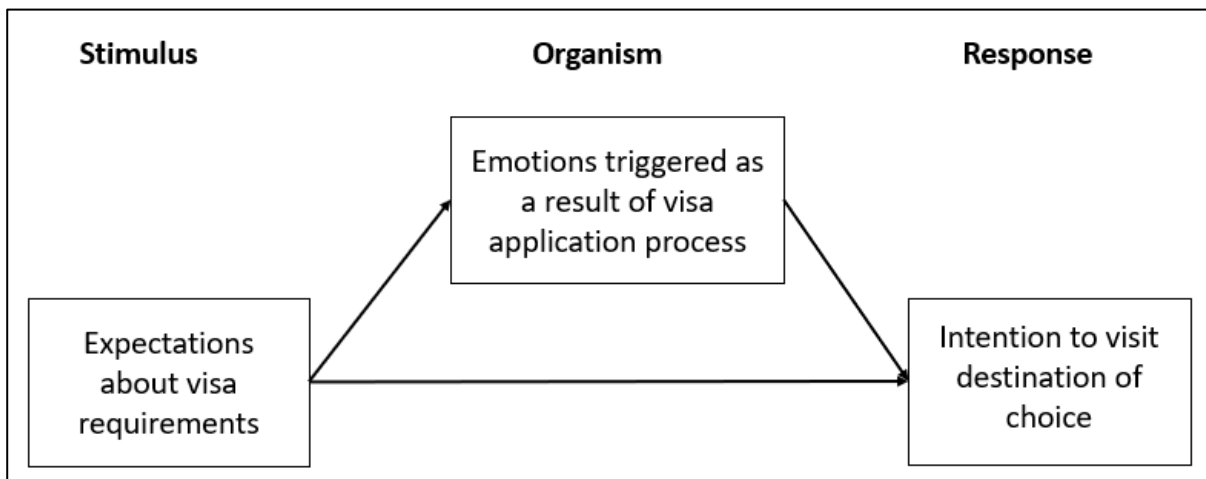 Stimulus
Organism
Response
Emotions triggered as
a result of visa
application process
Expectations
about visa
requirements
Intention to visit
destination of
choice